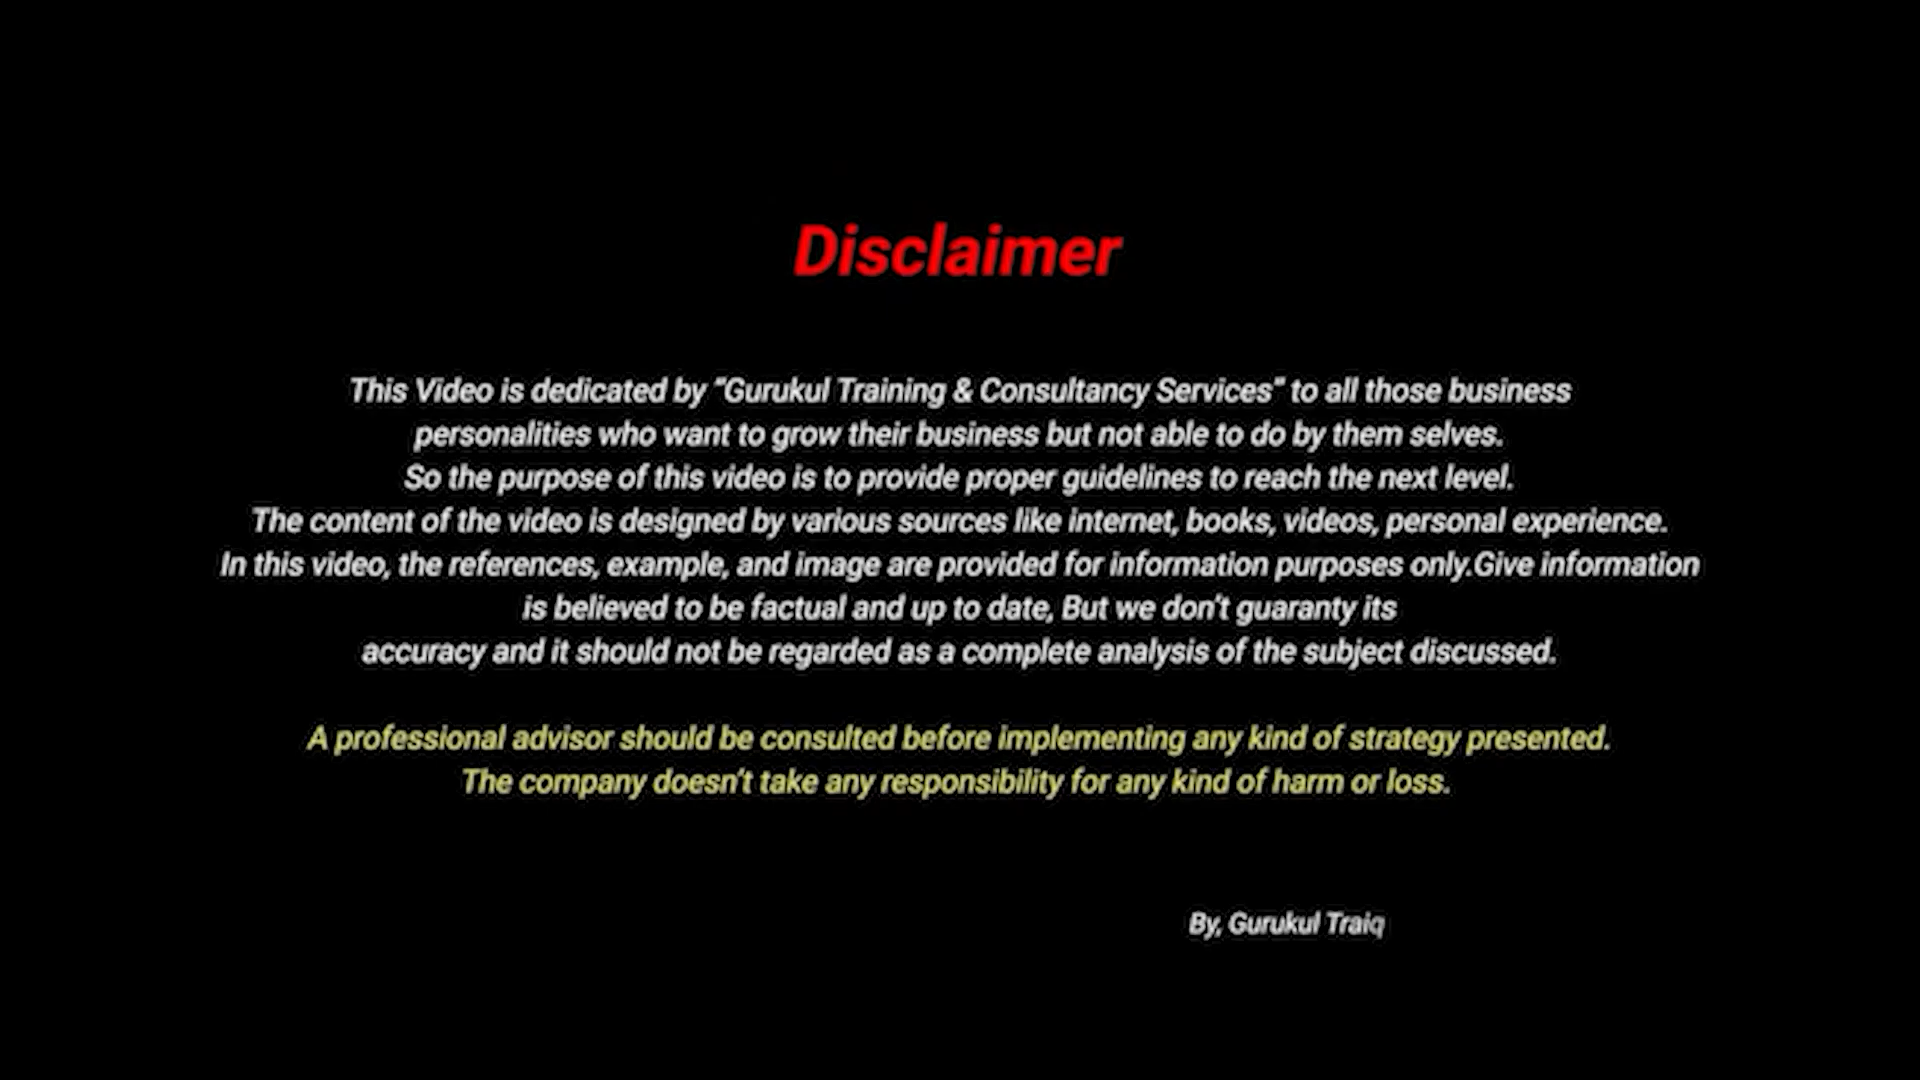 Disclaimer
This Video is dedicated by "Gurukul Training & Consultancy Services" to all those business
personalities who want to grow their business but not able to do by them selves.
So the purpose of this video is to provide proper guidelines to reach the next level.
The content of the video is designed by various sources like internet, books, videos, personal experience.
In this video, the references, example, and image are provided for information purposes only.Give information
is believed to be factual and up to date, But we don't guaranty its
accuracy and it should not be regarded as a complete analysis of the subject discussed.
A professional advisor should be consulted before implementing any kind of strategy presented.
The company doesn't take any responsibility for any kind of harm or loss.
By, Gurukul Traiq